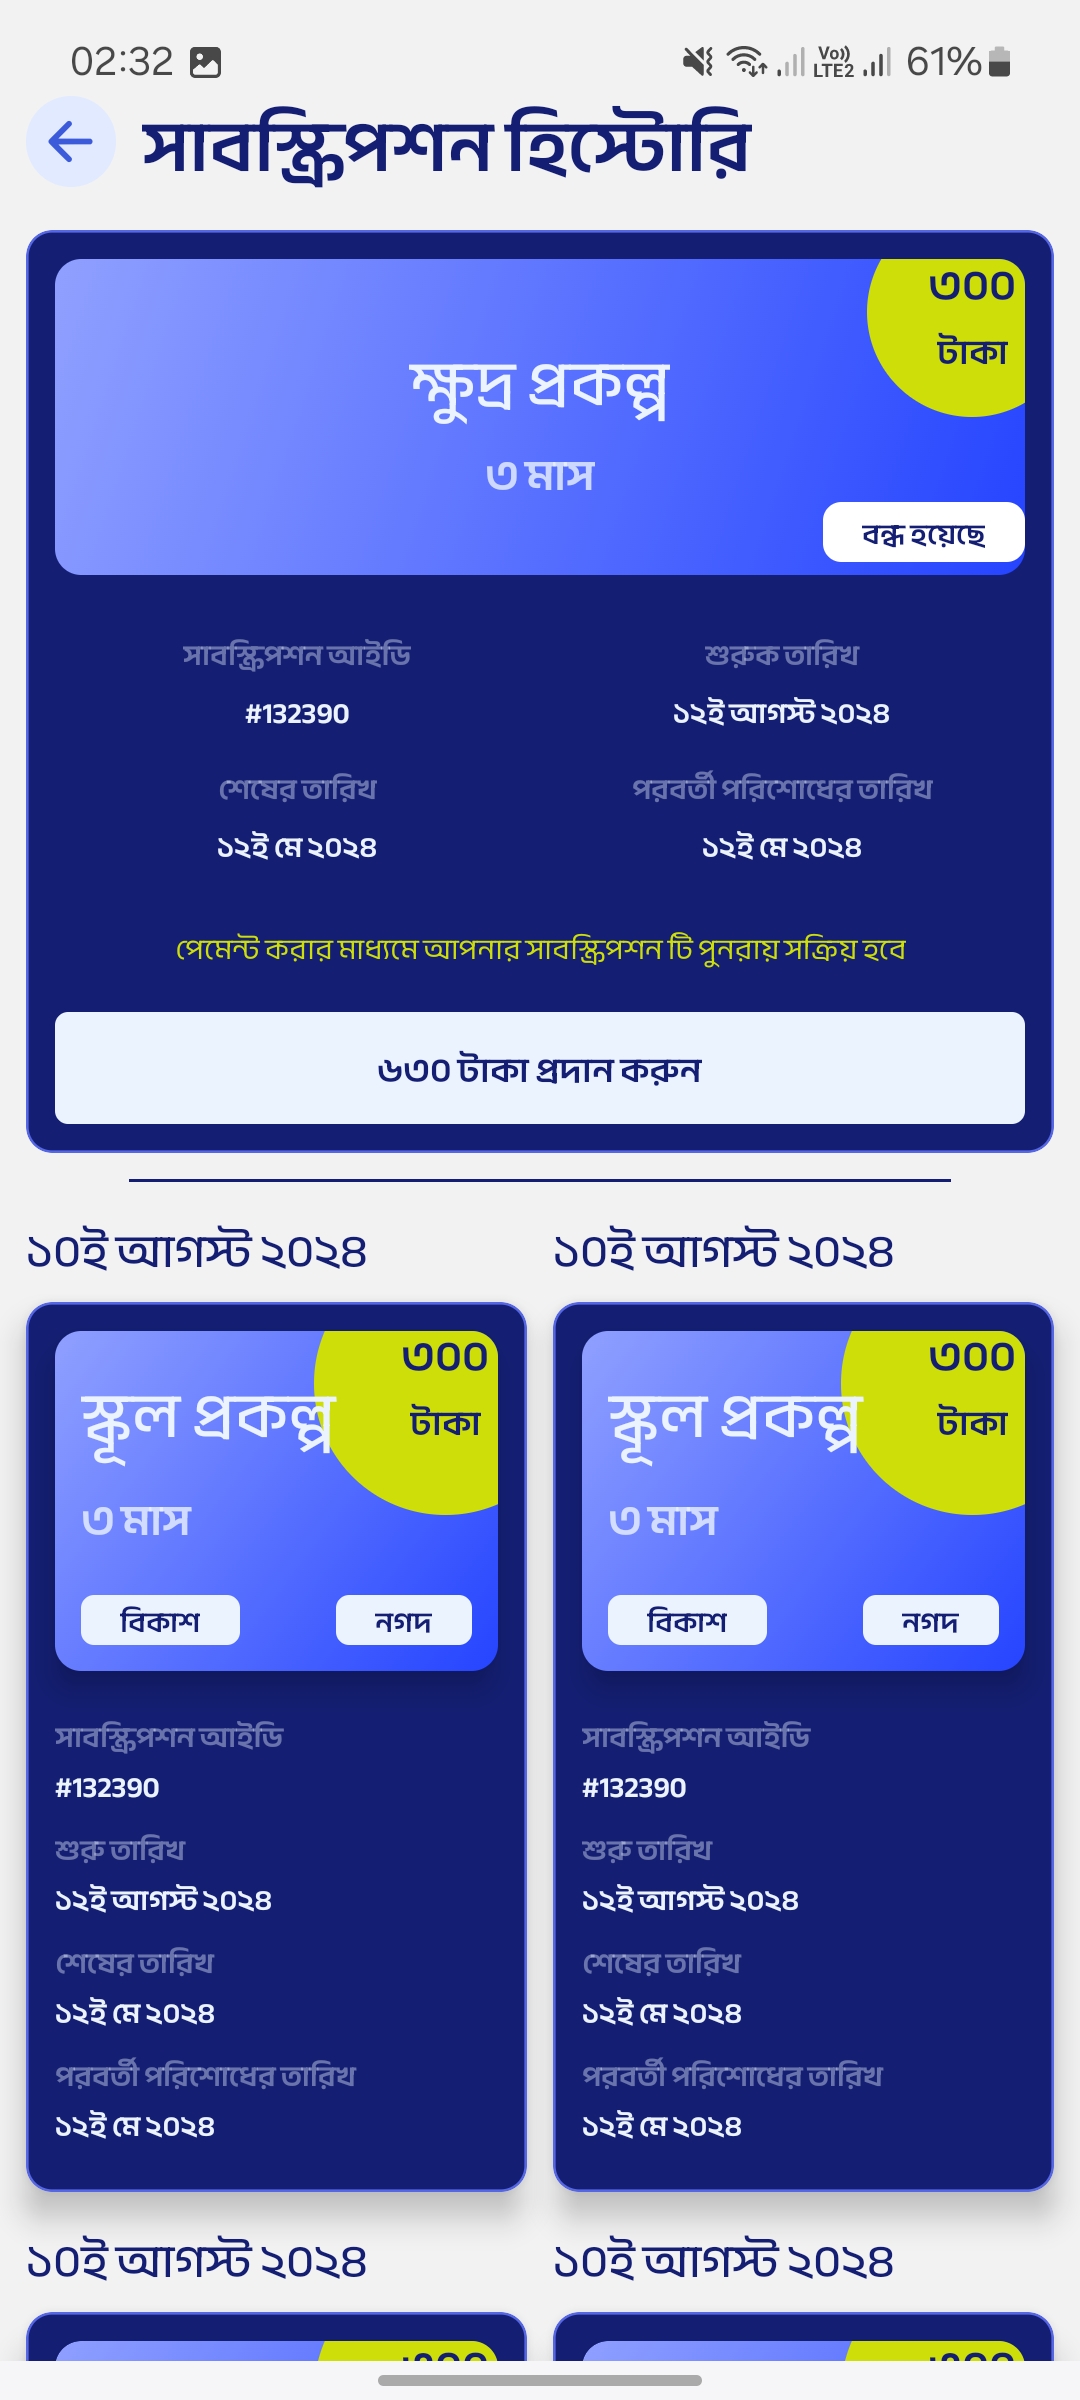 02:32
Vo))
LTE2
61%
সাবস্ক্রিপশন হিস্টোরি
৩০০
টাকা
ক্ষুদ্র প্রকল্প
৩ মাস
বন্ধ হয়েছে
সাবস্ক্রিপশন আইডি
শুরুক তারিখ
#132390
১২ই আগস্ট ২০২৪
শেষের তারিখ
পরবর্তী পরিশোধের তারিখ
১২ই মে ২০২৪
১২ই মে ২০২৪
পেমেন্ট করার মাধ্যমে আপনার সাবস্ক্রিপশন টি পুনরায় সক্রিয় হবে
৬৩০ টাকা প্রদান করুন
১০ই আগস্ট ২০২৪
৩০০
টাকা
স্কুল প্রকল্প
৩ মাস
বিকাশ
নগদ
সাবস্ক্রিপশন আইডি
#132390
শুরু তারিখ
১২ই আগস্ট ২০২৪
শেষের তারিখ
১২ই মে ২০২৪
পরবর্তী পরিশোধের তারিখ
১২ই মে ২০২৪
১০ই আগস্ট ২০২৪
৩০০
টাকা
স্কুল প্রকল্প
৩ মাস
বিকাশ
নগদ
সাবস্ক্রিপশন আইডি
#132390
শুরু তারিখ
১২ই আগস্ট ২০২৪
শেষের তারিখ
১২ই মে ২০২৪
পরবর্তী পরিশোধের তারিখ
১২ই মে ২০২৪
১০ই আগস্ট ২০২৪
১০ই আগস্ট ২০২৪